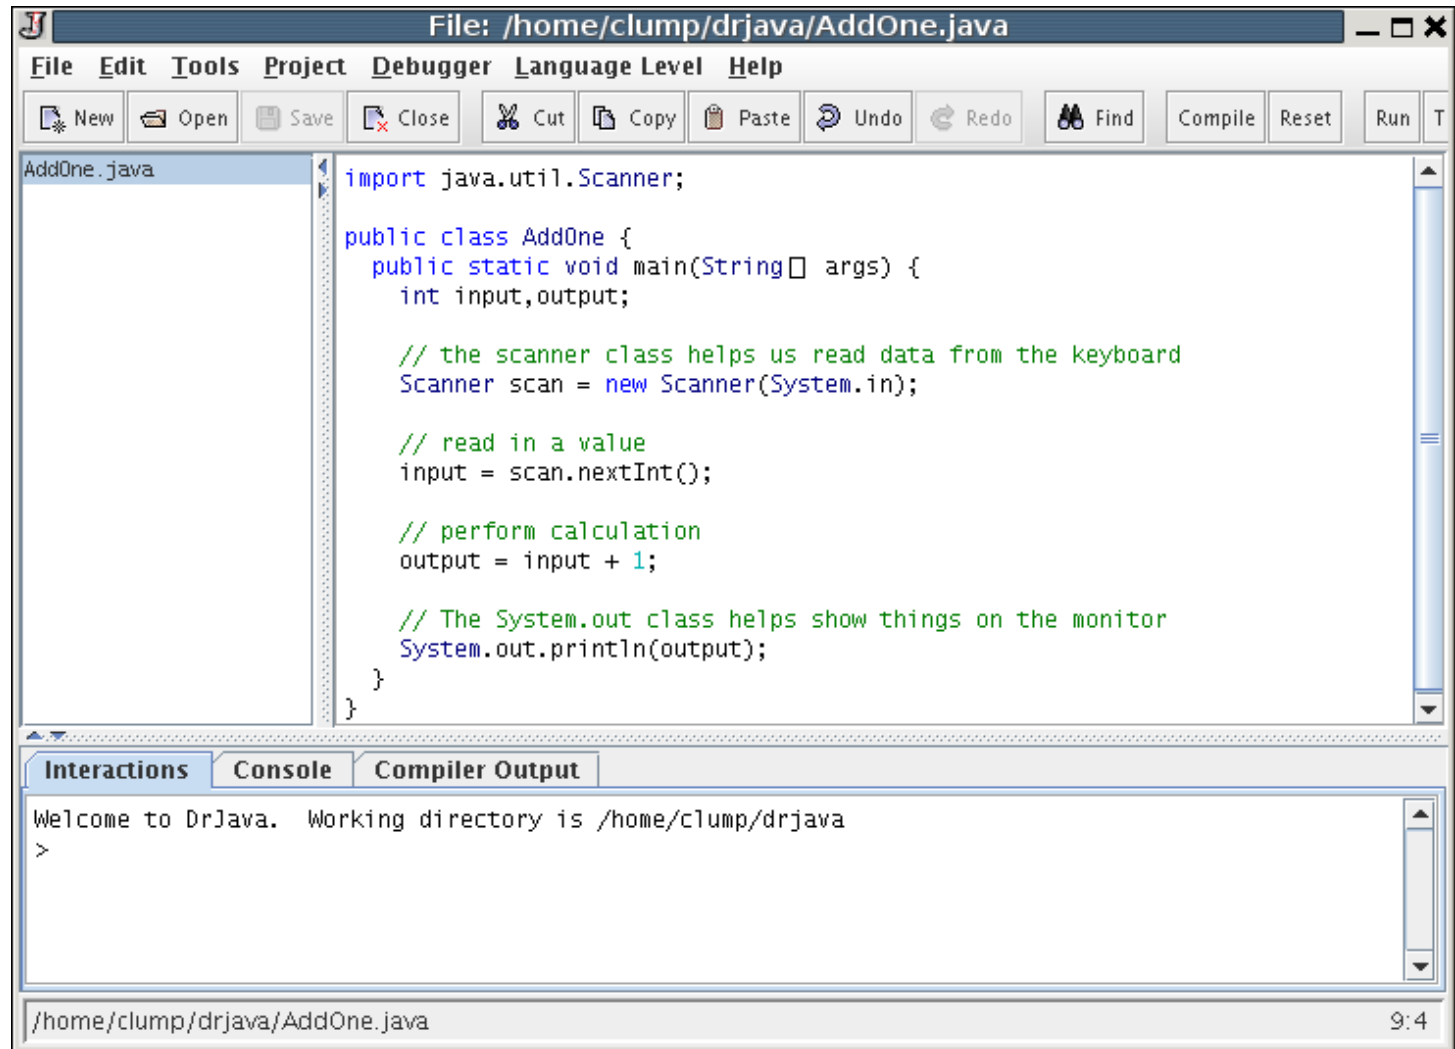 File: /home/clump/drjava/AddOne.java
File Edit Tools Project Debugger Language Level Help
New Open Save Close Cut Copy Paste Undo Redo Find Compile Reset Run T
AddOne.java
import java.util.Scanner;
public class AddOne {
public static void main(String[] args) {
int input,output;
// the scanner class helps us read data from the keyboard
Scanner scan = new Scanner(System.in);
// read in a value
input = scan.nextInt();
// perform calculation
output = input + 1;
// The System.out class helps show things on the monitor
System.out.println(output);
}
}
Interactions Console Compiler Output
Welcome to DrJava.  Working directory is /home/clump/drjava
>
/home/clump/drjava/AddOne.java 9:4